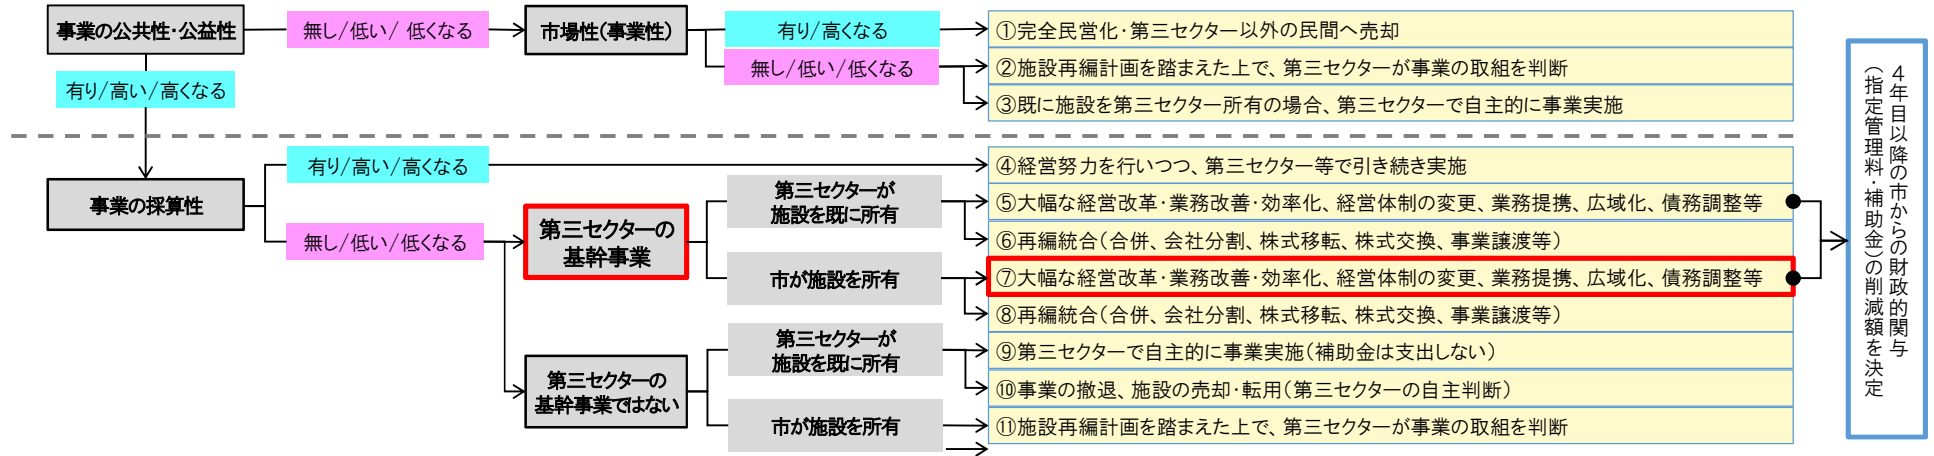 事業の公共性・公益性
無し/低い/ 低くなる
市場性(事業性)
有り/高くなる
①完全民営化・第三セクター以外の民間へ売却
無し/低い/低くなる
②施設再編計画を踏まえた上で、第三セクターが事業の取組を判断
有り/高い/高くなる
③既に施設を第三セクター所有の場合、第三セクターで自主的に事業実施
事業の採算性
有り/高い/高くなる
④経営努力を行いつつ、第三セクター等で引き続き実施
無し/低い/低くなる
第三セクターの
基幹事業
第三セクターが
施設を既に所有
⑤大幅な経営改革・業務改善・効率化、経営体制の変更、業務提携、広域化、債務調整等
⑥再編統合(合併、会社分割、株式移転、株式交換、事業譲渡等)
市が施設を所有
⑦大幅な経営改革・業務改善・効率化、経営体制の変更、業務提携、広域化、債務調整等
⑧再編統合(合併、会社分割、株式移転、株式交換、事業譲渡等)
第三セクターの
基幹事業ではない
第三セクターが
施設を既に所有
⑨第三セクターで自主的に事業実施(補助金は支出しない)
⑩事業の撤退、施設の売却・転用(第三セクターの自主判断)
市が施設を所有
⑪施設再編計画を踏まえた上で、第三セクターが事業の取組を判断
４年目以降の市からの財政的関与
(指定管理料・補助金)の削減額を決定